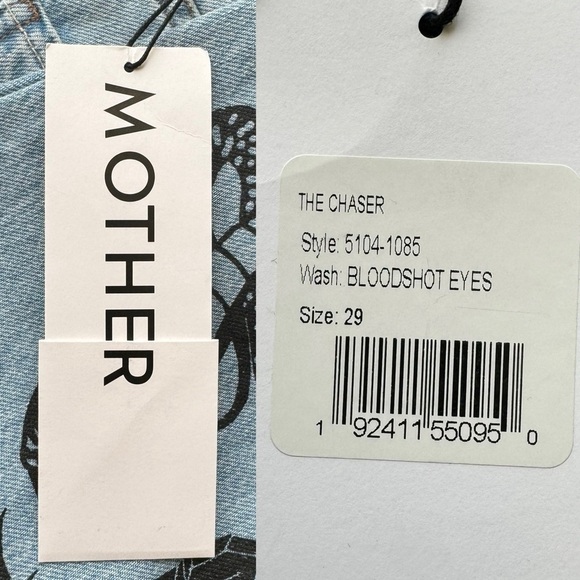 MOTHER
THE CHASER
Style: 5104-1085
Wash: BLOODSHOT EYES
Size: 29
1 92411 55095 0